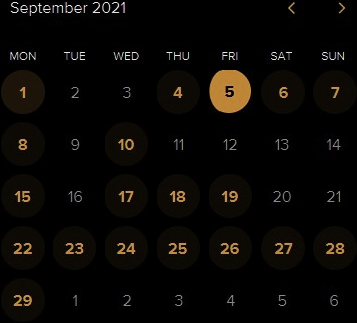 September 2021
MON TUE WED THU FRI SAT SUN
1 2 3 4 5 6 7
8 9 10 11 12 13 14
15 16 17 18 19 20 21
22 23 24 25 26 27 28
29 1 2 3 4 5 6